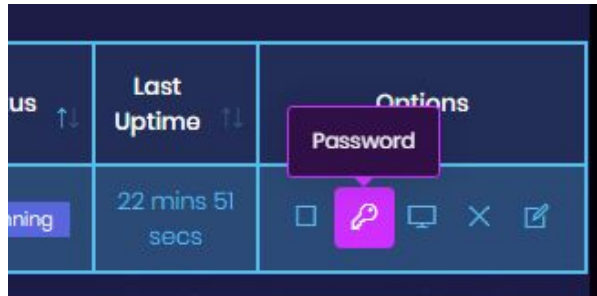 us
Last
Uptime
Options
Password
nning
22 mins 51
secs